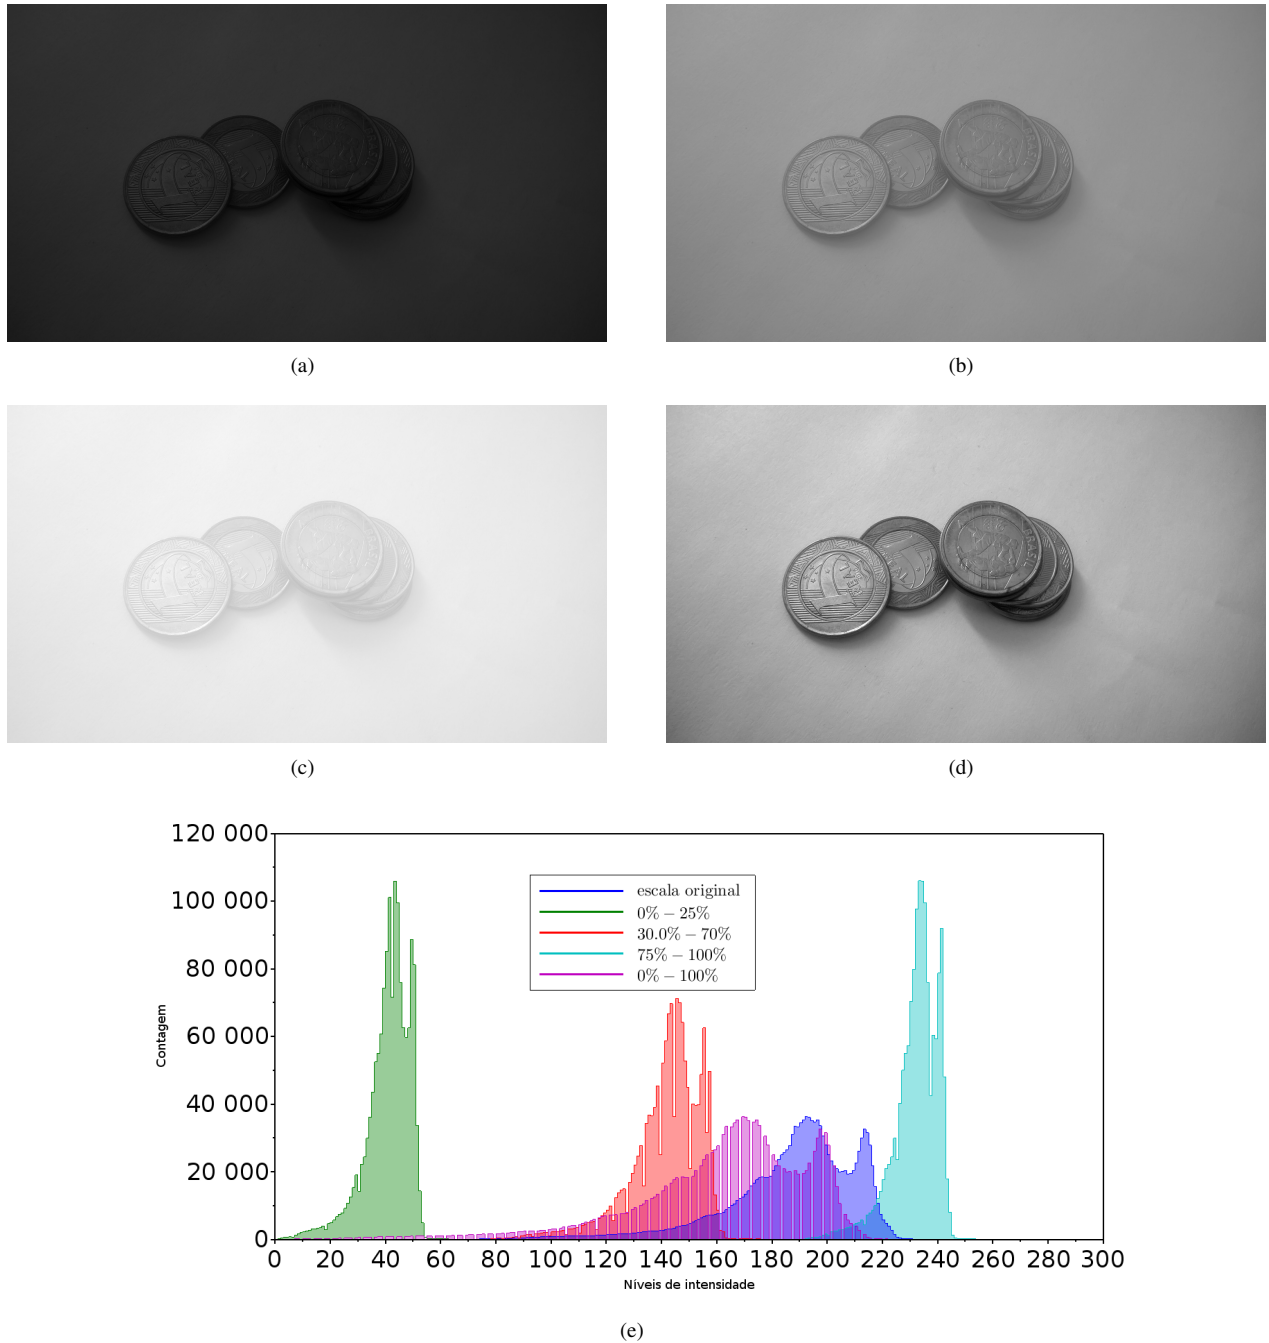 (a)
(b)
(c)
(d)
120 000
100 000
80 000
60 000
40 000
20 000
0
Contagem
escala original
0% − 25%
30.0% − 70%
75% − 100%
0% − 100%
0 20 40 60 80 100 120 140 160 180 200 220 240 260 280 300
Níveis de intensidade
(e)